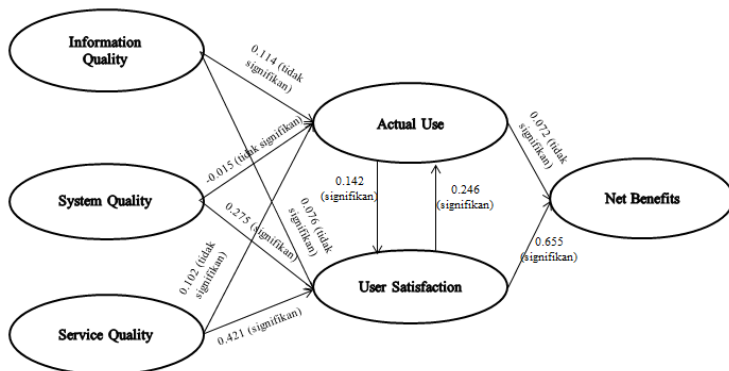 Information
Quality
0.114 (tidak
signifikan)
Actual Use
0.072 (tidak
signifikan)
-0.015 (tidak signifikan)
System Quality
0.275 (signifikan)
0.076 (tidak
signifikan)
0.142
(signifikan)
0.246
(signifikan)
Net Benefits
0.102 (tidak
signifikan)
0.655
(signifikan)
User Satisfaction
Service Quality
0.421 (signifikan)